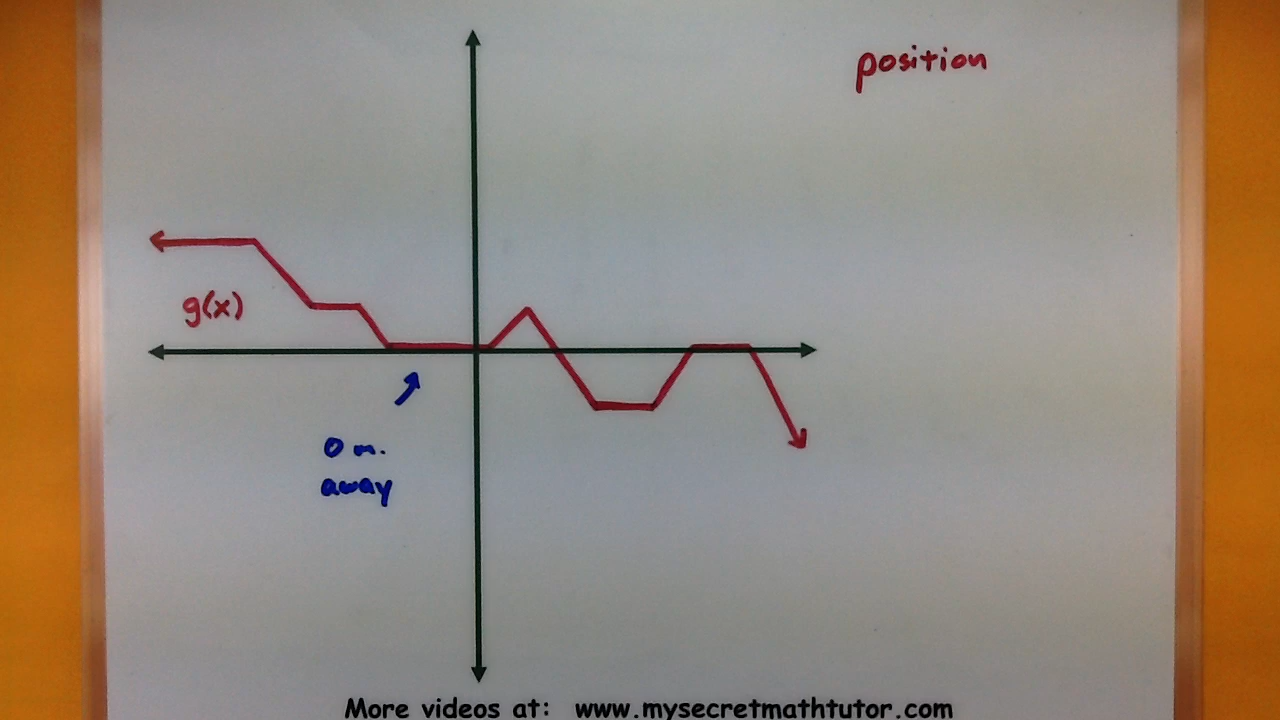 position
g(x)
0 m.
away
More videos at: www.mysecretmathtutor.com